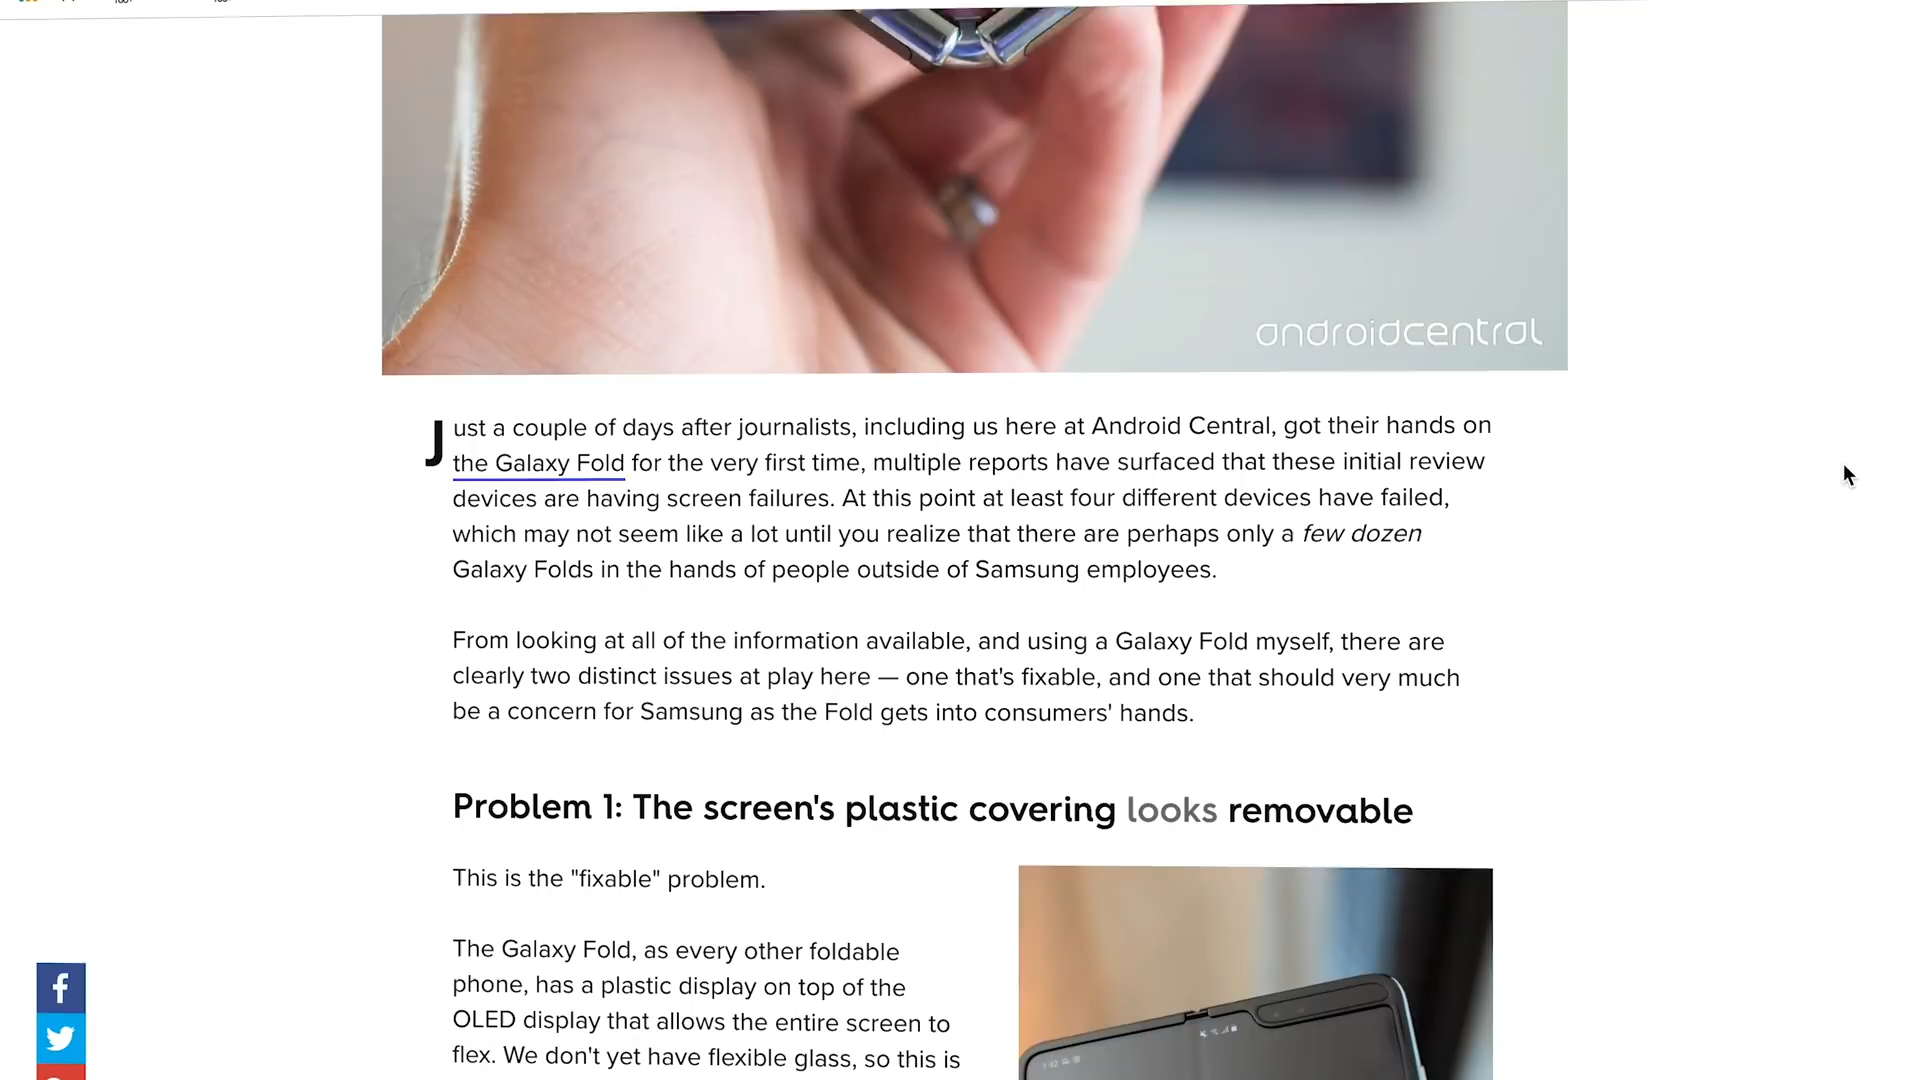 androidcentral
Just a couple of days after journalists, including us here at Android Central, got their hands on
the Galaxy Fold for the very first time, multiple reports have surfaced that these initial review
devices are having screen failures. At this point at least four different devices have failed,
which may not seem like a lot until you realize that there are perhaps only a few dozen
Galaxy Folds in the hands of people outside of Samsung employees.
From looking at all of the information available, and using a Galaxy Fold myself, there are
clearly two distinct issues at play here — one that's fixable, and one that should very much
be a concern for Samsung as the Fold gets into consumers' hands.
Problem 1: The screen's plastic covering looks removable
This is the "fixable" problem.
The Galaxy Fold, as every other foldable
phone, has a plastic display on top of the
OLED display that allows the entire screen to
flex. We don't yet have flexible glass, so this is